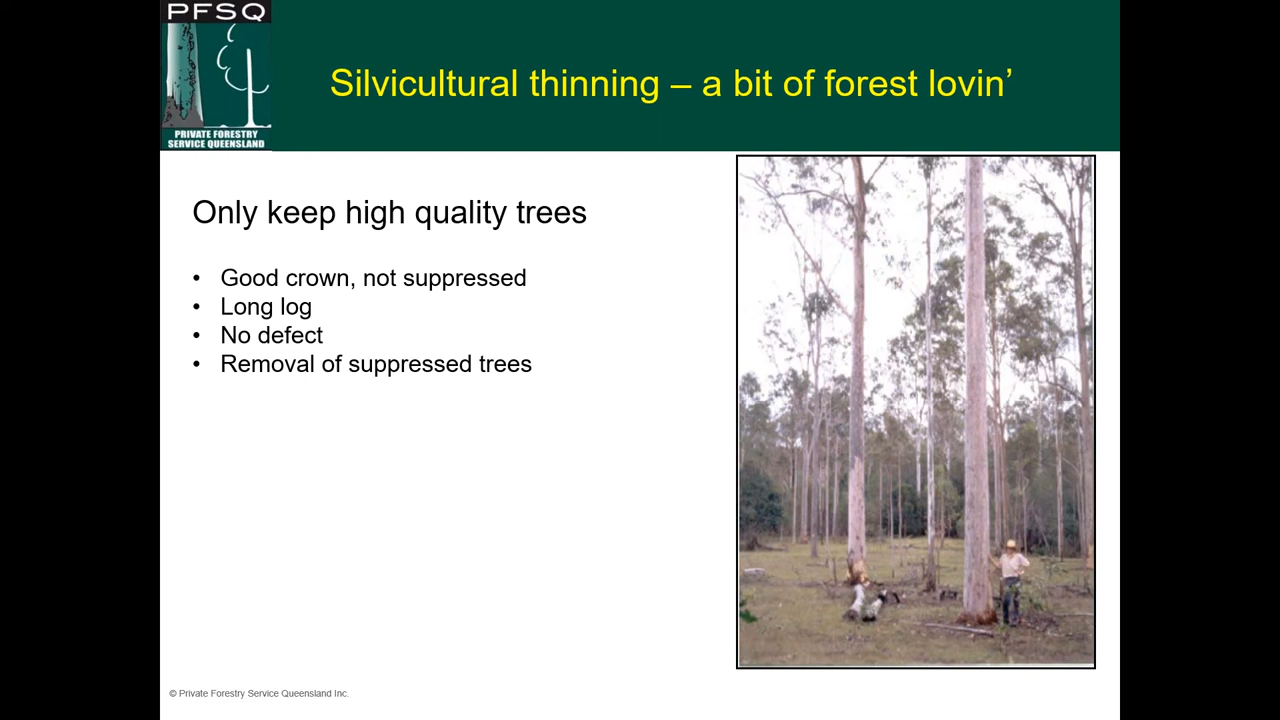 PFSQ
PRIVATE FORESTRY
SERVICE QUEENSLAND
Silvicultural thinning – a bit of forest lovin’
Only keep high quality trees
• Good crown, not suppressed
• Long log
• No defect
• Removal of suppressed trees
© Private Forestry Service Queensland Inc.